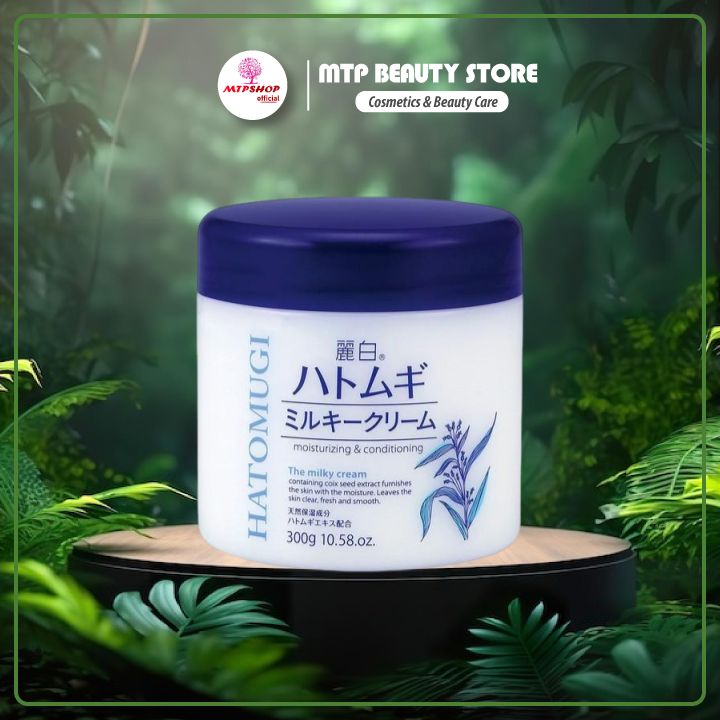 MTPSHOP
official
MTP BEAUTY STORE
Cosmetics & Beauty Care
HATOMUGI
麗白®
ハトムギ
ミルキークリーム
moisturizing & conditioning
The milky cream
containing coix seed extract furnishes
the skin with the moisture. Leaves the
skin clear, fresh and smooth.
天然保湿成分
ハトムギエキス配合
300g 10.58.oz.